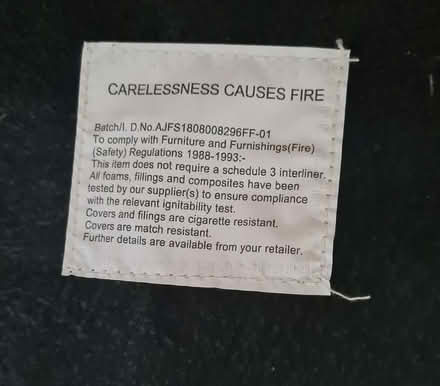 CARELESSNESS CAUSES FIRE
Batch/I. D.No.AJFS1808008296FF-01
To comply with Furniture and Furnishings(Fire)
(Safety) Regulations 1988-1993:-
This item does not require a schedule 3 interliner.
All foams, fillings and composites have been
tested by our supplier(s) to ensure compliance
with the relevant ignitability test.
Covers and filings are cigarette resistant.
Covers are match resistant.
Further details are available from your retailer.